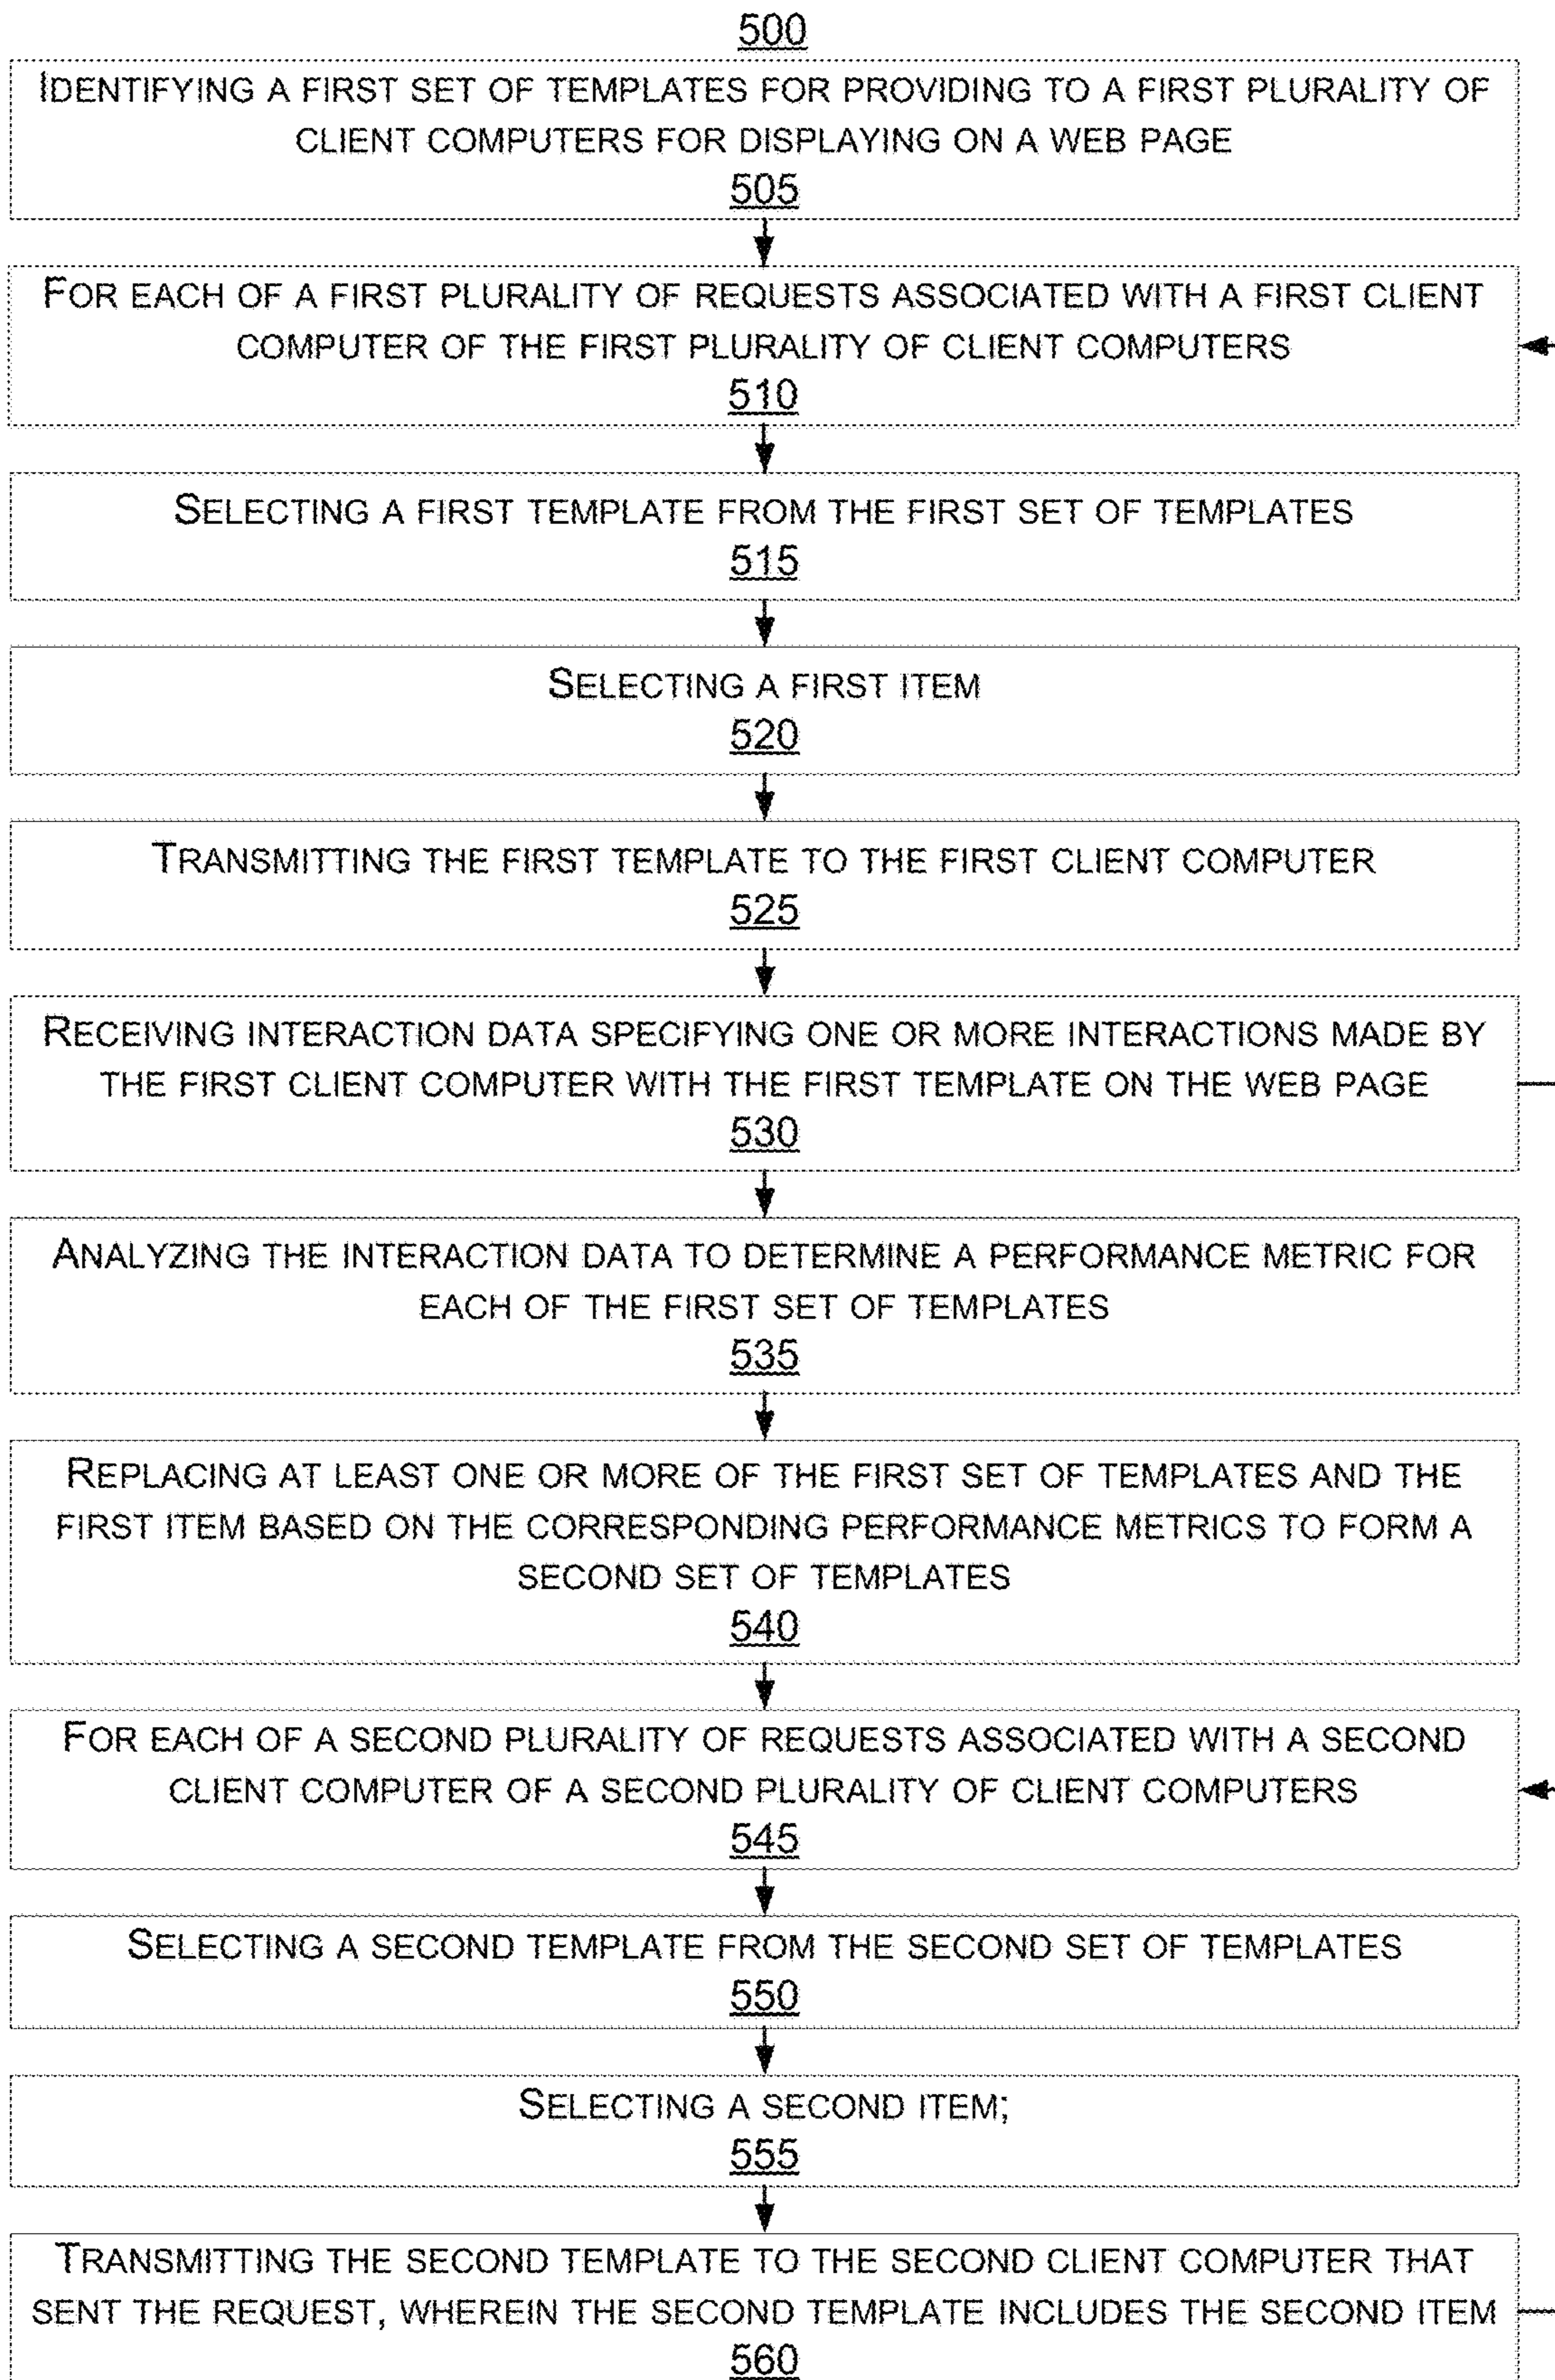 500
IDENTIFYING A FIRST SET OF TEMPLATES FOR PROVIDING TO A FIRST PLURALITY OF
CLIENT COMPUTERS FOR DISPLAYING ON A WEB PAGE
505
FOR EACH OF A FIRST PLURALITY OF REQUESTS ASSOCIATED WITH A FIRST CLIENT
COMPUTER OF THE FIRST PLURALITY OF CLIENT COMPUTERS
510
SELECTING A FIRST TEMPLATE FROM THE FIRST SET OF TEMPLATES
515
SELECTING A FIRST ITEM
520
TRANSMITTING THE FIRST TEMPLATE TO THE FIRST CLIENT COMPUTER
525
RECEIVING INTERACTION DATA SPECIFYING ONE OR MORE INTERACTIONS MADE BY
THE FIRST CLIENT COMPUTER WITH THE FIRST TEMPLATE ON THE WEB PAGE
530
ANALYZING THE INTERACTION DATA TO DETERMINE A PERFORMANCE METRIC FOR
EACH OF THE FIRST SET OF TEMPLATES
535
REPLACING AT LEAST ONE OR MORE OF THE FIRST SET OF TEMPLATES AND THE
FIRST ITEM BASED ON THE CORRESPONDING PERFORMANCE METRICS TO FORM A
SECOND SET OF TEMPLATES
540
FOR EACH OF A SECOND PLURALITY OF REQUESTS ASSOCIATED WITH A SECOND
CLIENT COMPUTER OF A SECOND PLURALITY OF CLIENT COMPUTERS
545
SELECTING A SECOND TEMPLATE FROM THE SECOND SET OF TEMPLATES
550
SELECTING A SECOND ITEM;
555
TRANSMITTING THE SECOND TEMPLATE TO THE SECOND CLIENT COMPUTER THAT
SENT THE REQUEST, WHEREIN THE SECOND TEMPLATE INCLUDES THE SECOND ITEM
560